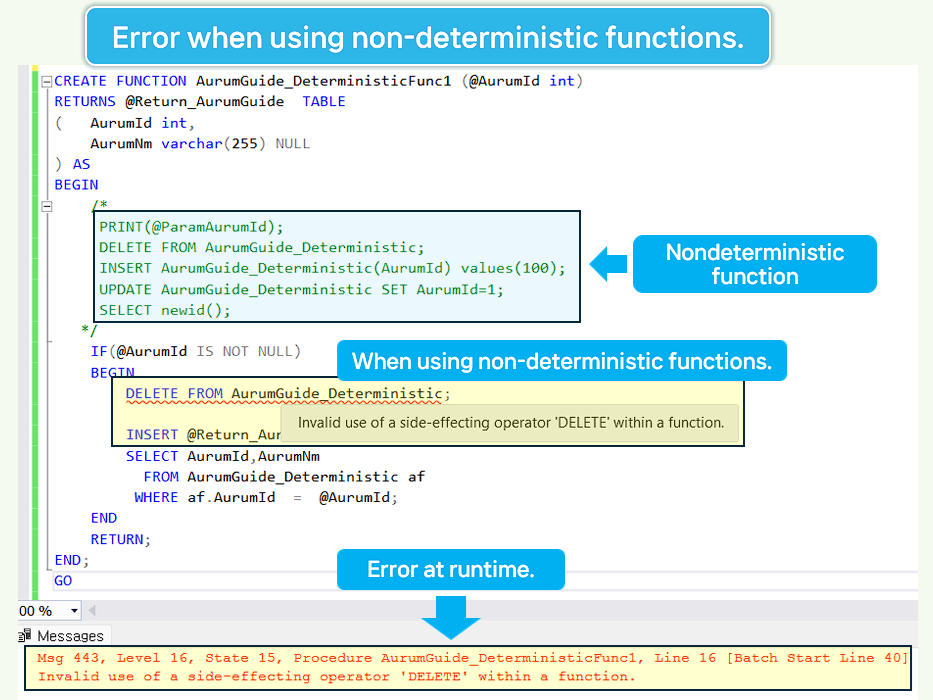 Error when using non-deterministic functions.
CREATE FUNCTION AurumGuide_DeterministicFunc1 (@AurumId int)
RETURNS @Return_AurumGuide  TABLE
(   AurumId int,
    AurumNm varchar(255) NULL
) AS
BEGIN
/*
PRINT(@ParamAurumId);
DELETE FROM AurumGuide_Deterministic;
INSERT AurumGuide_Deterministic(AurumId) values(100);
UPDATE AurumGuide_Deterministic SET AurumId=1;
SELECT newid();
*/
Nondeterministic
function
IF(@AurumId IS NOT NULL)
When using non-deterministic functions.
BEGIN
DELETE FROM AurumGuide_Deterministic;
Invalid use of a side-effecting operator 'DELETE' within a function.
INSERT @Return_Aur
SELECT AurumId,AurumNm
FROM AurumGuide_Deterministic af
WHERE af.AurumId  =  @AurumId;
END
RETURN;
END;
GO
Error at runtime.
00 %
Messages
Msg 443, Level 16, State 15, Procedure AurumGuide_DeterministicFunc1, Line 16 [Batch Start Line 40]
Invalid use of a side-effecting operator 'DELETE' within a function.